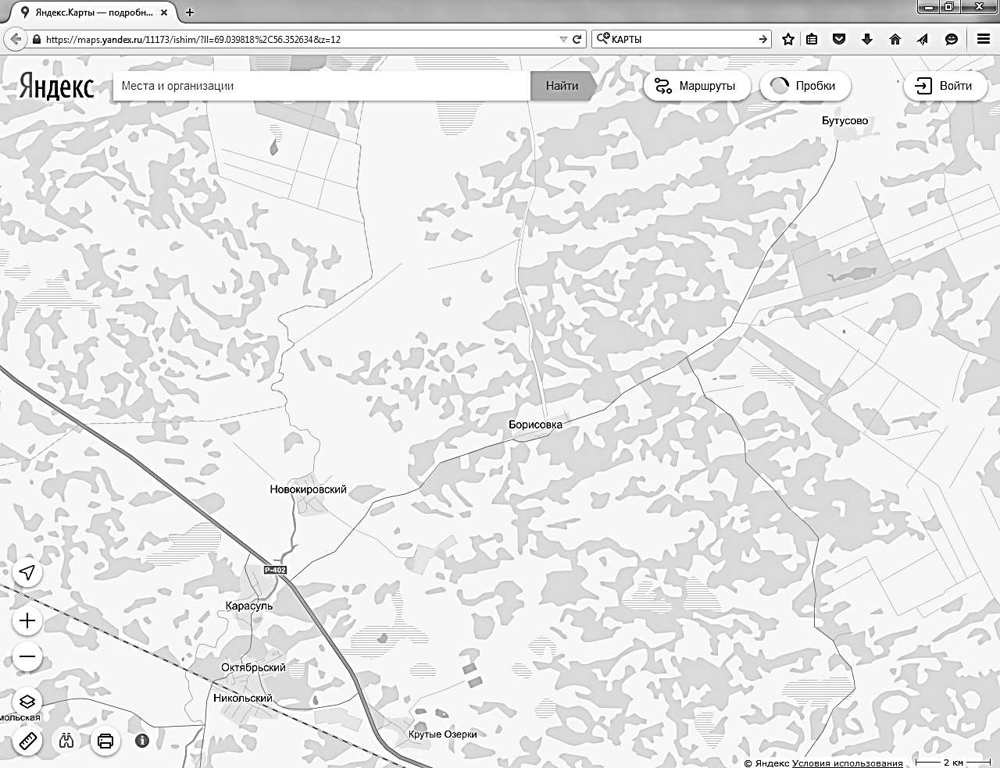 Яндекс.Карты — подробн...
https://maps.yandex.ru/11173/ishim/?ll=69.039818%2C56.352634&z=12
КАРТЫ
Яндекс
Места и организации
Найти
Маршруты
Пробки
Войти
Бутусово
Борисовка
Новокировский
Р-402
Карасуль
Октябрьский
Никольский
мольская
Крутые Озерки
© Яндекс Условия использования
2 км